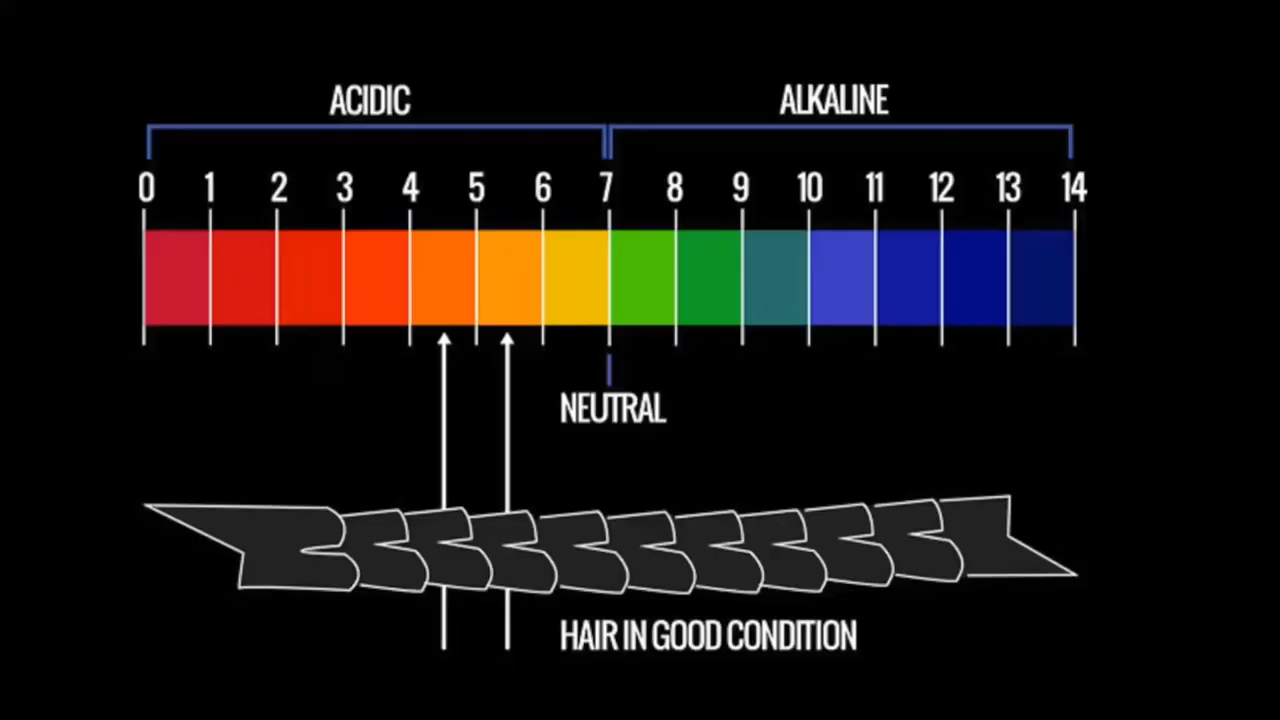 ACIDIC ALKALINE
0 1 2 3 4 5 6 7 8 9 10 11 12 13 14
NEUTRAL
HAIR IN GOOD CONDITION